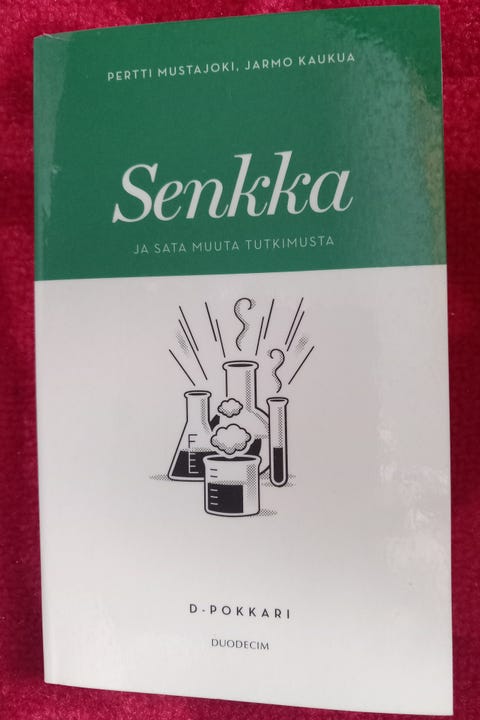 PERTTI MUSTAJOKI, JARMO KAUKUA
Senkka
JA SATA MUUTA TUTKIMUSTA
D-POKKARI
DUODECIM